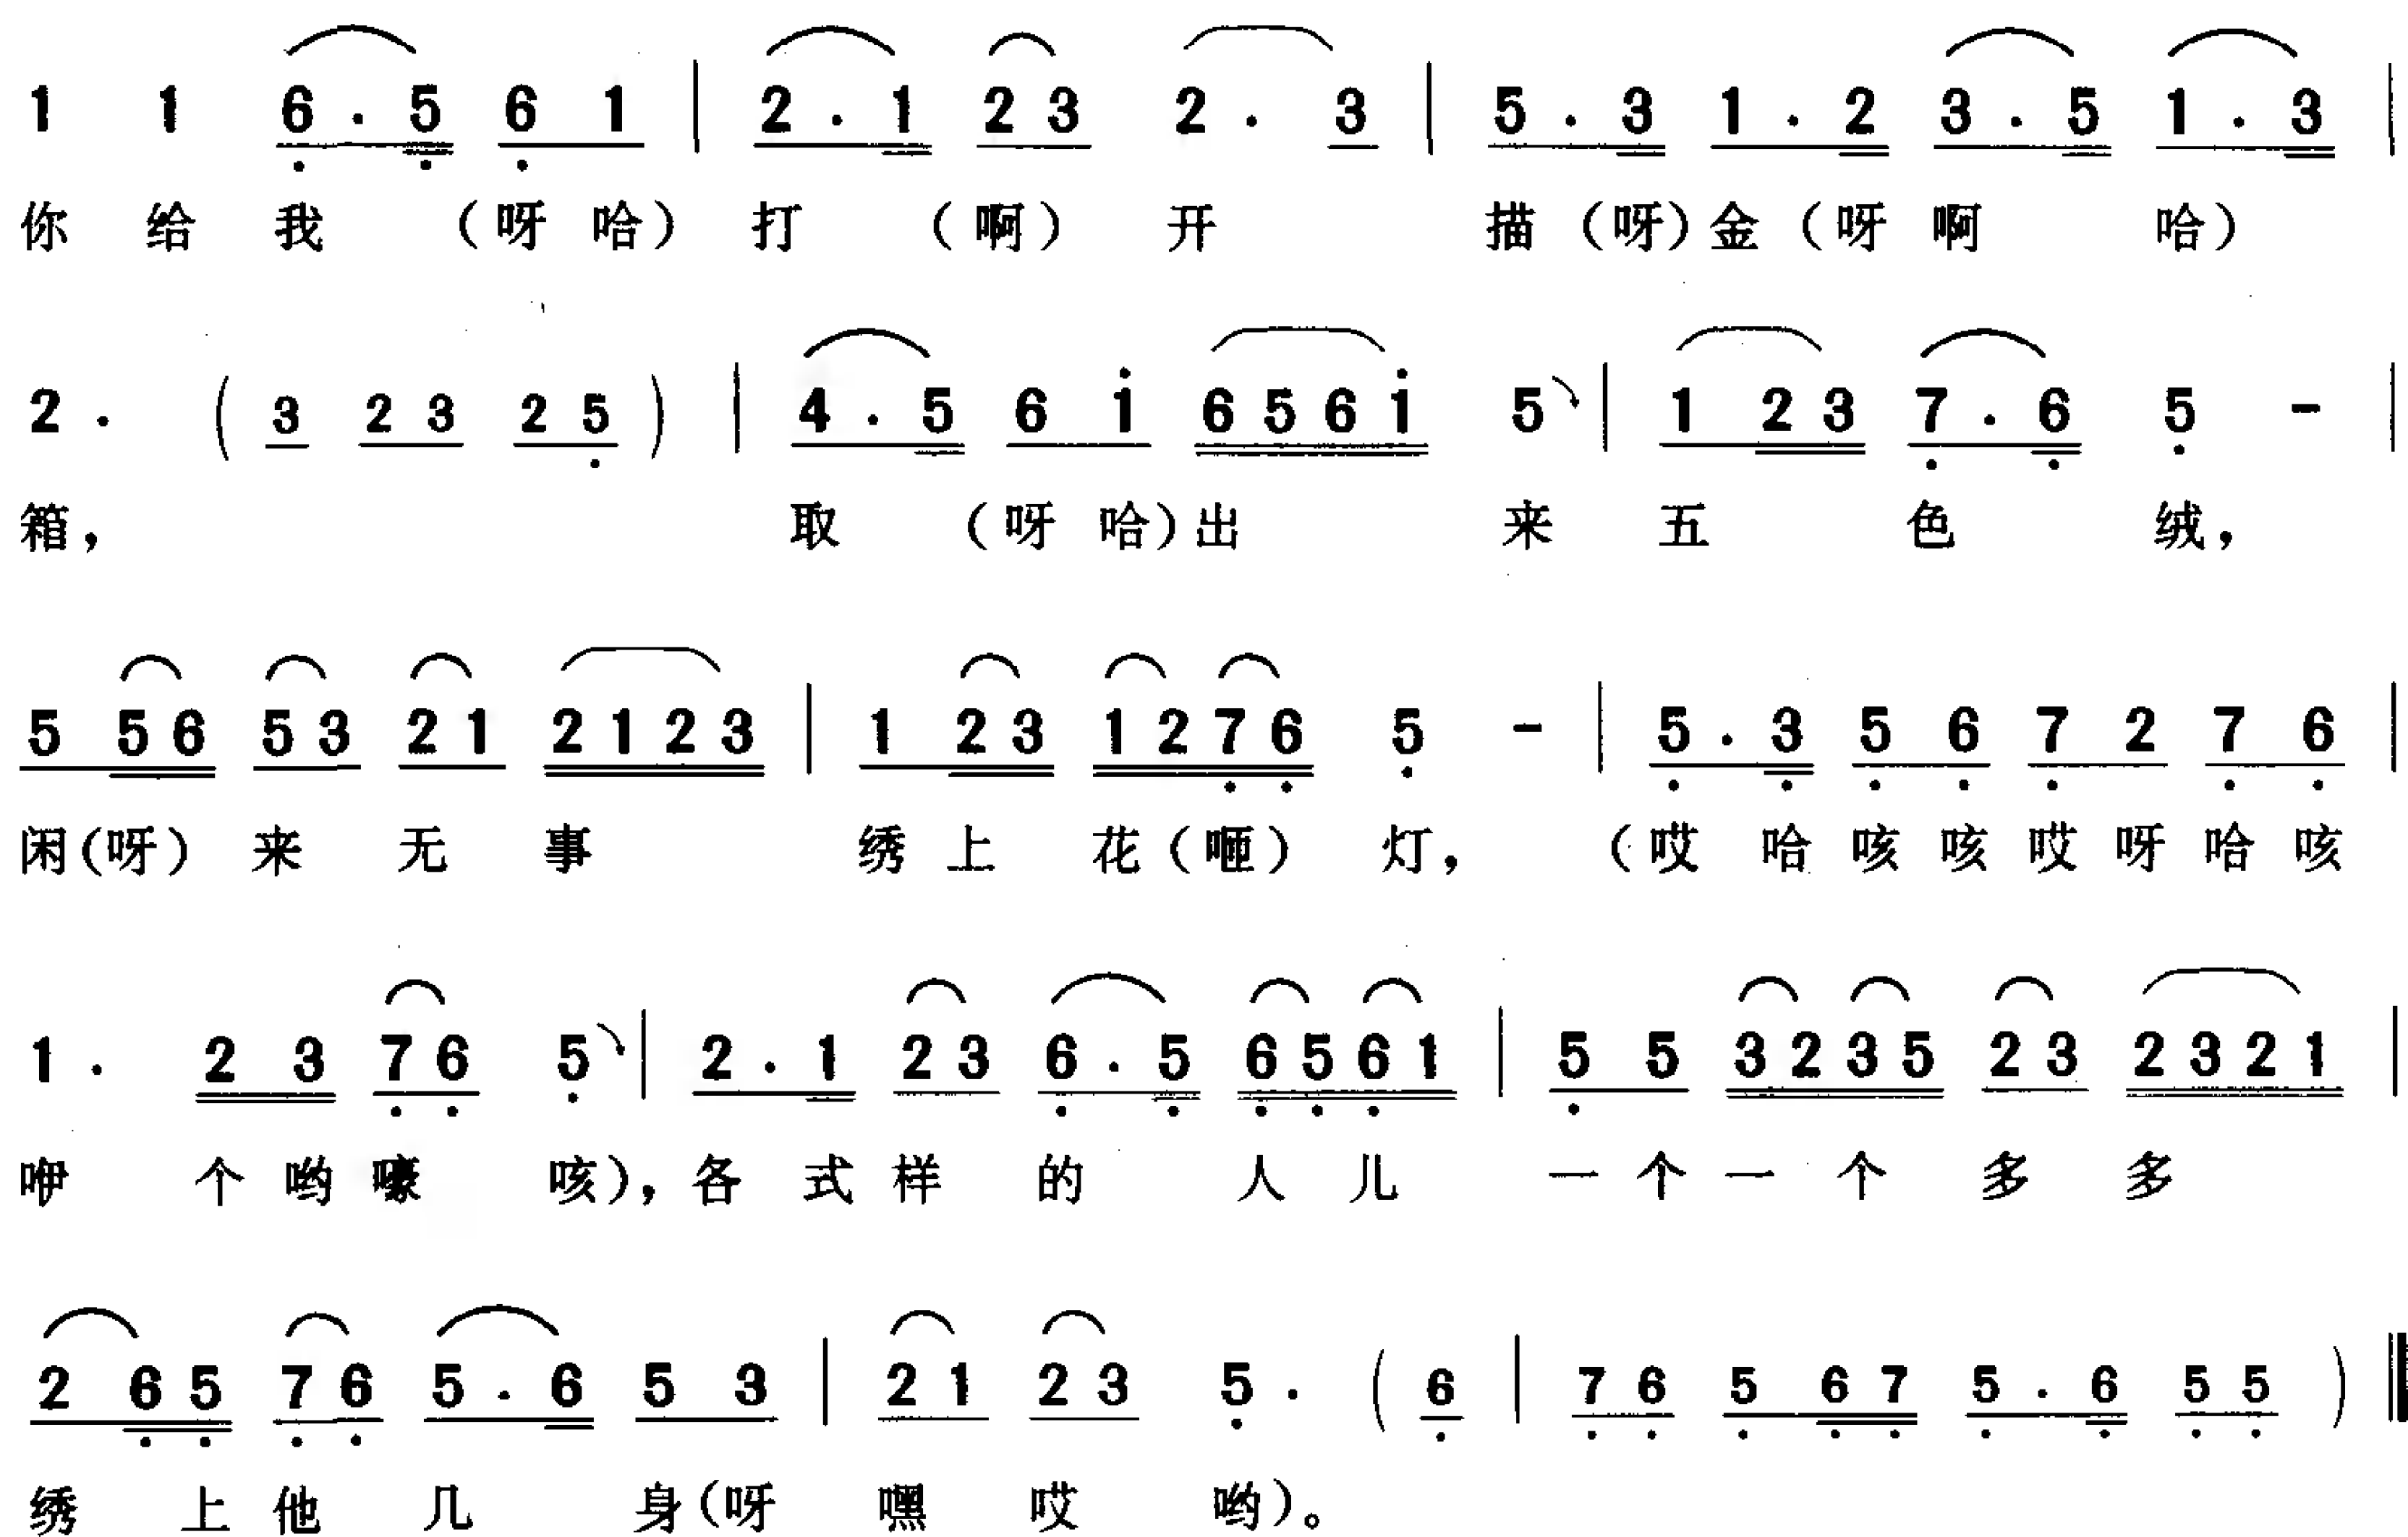 1 1 6 . 5 6 1 | 2 . 1 2 3 2 . 3 | 5 . 3 1 . 2 3 . 5 1 . 3 |
你 给 我 (呀 哈) 打 (啊) 开 描 (呀) 金 (呀 啊 哈)
2 . ( 3 2 3 2 5 ) | 4 . 5 6 i 6 5 6 i 5 | 1 2 3 7 . 6 5 - |
箱, 取 (呀 哈) 出 来 五 色 绒,
5 5 6 5 3 2 1 2 1 2 3 | 1 2 3 1 2 7 6 5 - | 5 . 3 5 6 7 2 7 6 |
闲 (呀) 来 无 事 绣 上 花 (咂) 灯, (哎 哈 咳 咳 哎 呀 哈 咳
1 . 2 3 7 6 5 | 2 . 1 2 3 6 . 5 6 5 6 1 | 5 5 3 2 3 5 2 3 2 3 2 1 |
咿 个 哟 嚎 咳), 各 式 样 的 人 儿 一 个 一 个 多 多
2 6 5 7 6 5 . 6 5 3 | 2 1 2 3 5 . ( 6 | 7 6 5 6 7 5 . 6 5 5 ) ‖
绣 上 他 几 身 (呀 嘿 哎 哟)。